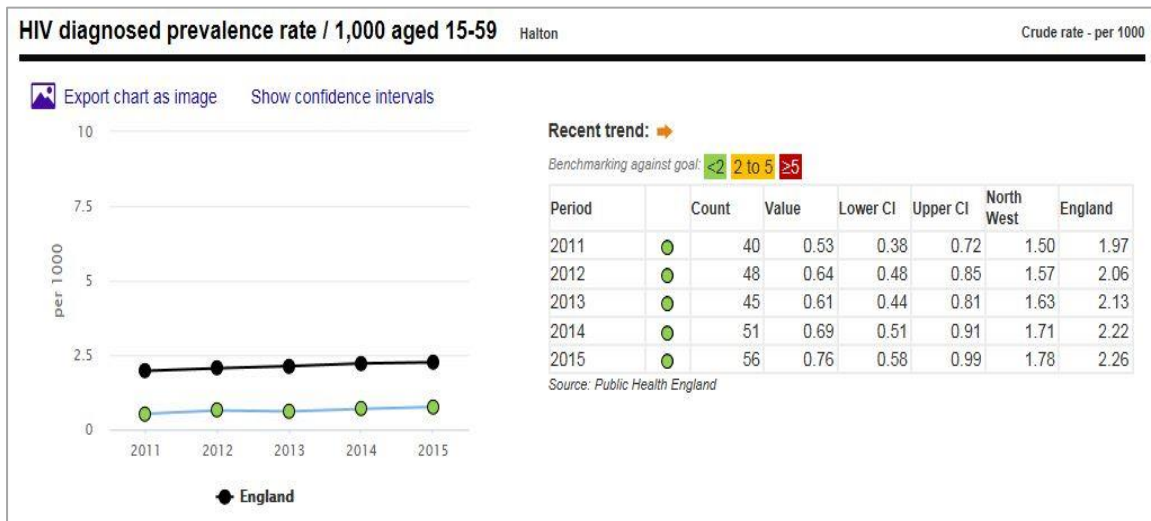 HIV diagnosed prevalence rate / 1,000 aged 15-59 Halton Crude rate - per 1000
Export chart as image Show confidence intervals
10
7.5
5
2.5
0
per 1000
2011 2012 2013 2014 2015
England
Recent trend:
Benchmarking against goal: <2 2 to 5 ≥5
Period Count Value Lower CI Upper CI North West England
2011 40 0.53 0.38 0.72 1.50 1.97
2012 48 0.64 0.48 0.85 1.57 2.06
2013 45 0.61 0.44 0.81 1.63 2.13
2014 51 0.69 0.51 0.91 1.71 2.22
2015 56 0.76 0.58 0.99 1.78 2.26
Source: Public Health England